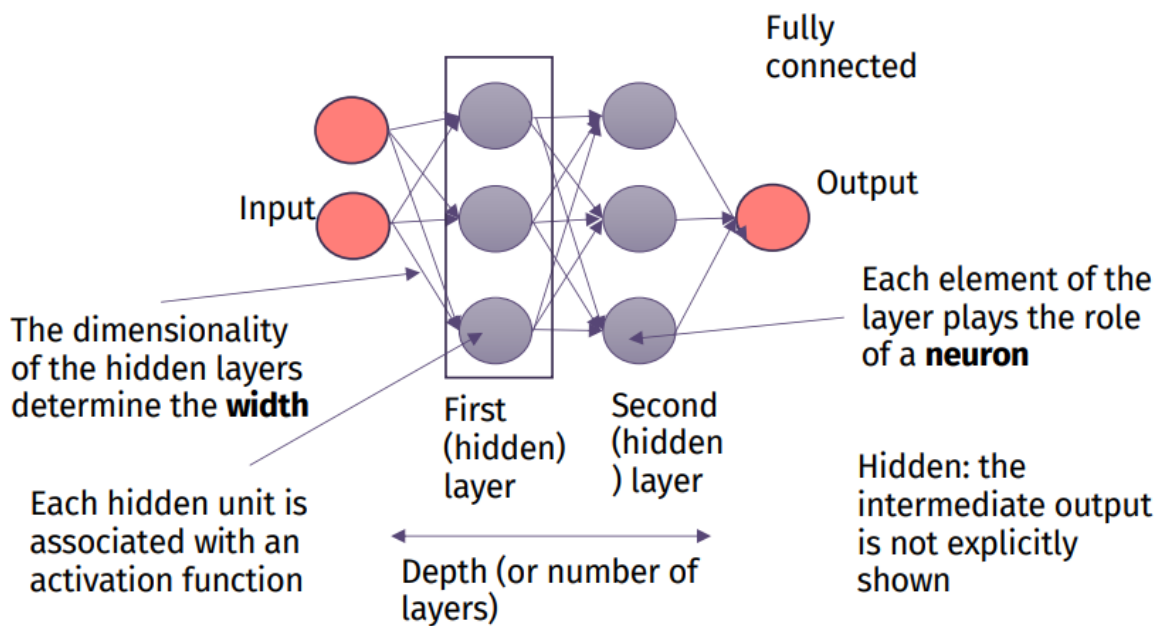 Fully
connected
Input
Output
The dimensionality
of the hidden layers
determine the width
Each element of the
layer plays the role
of a neuron
First
(hidden)
layer
Second
(hidden
) layer
Each hidden unit is
associated with an
activation function
Hidden: the
intermediate output
is not explicitly
shown
Depth (or number of
layers)